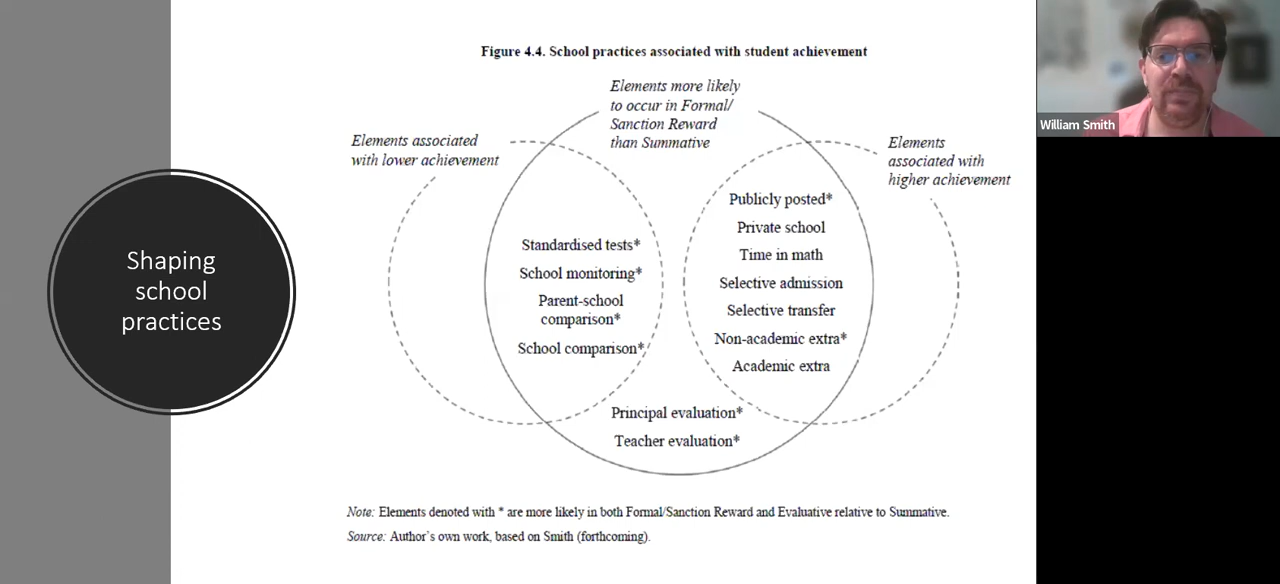 Shaping
school
practices
Figure 4.4. School practices associated with student achievement
Elements more likely
to occur in Formal/
Sanction Reward
than Summative
Elements associated
with lower achievement
Elements
associated with
higher achievement
Standardised tests*
School monitoring*
Parent-school
comparison*
School comparison*
Publicly posted*
Private school
Time in math
Selective admission
Selective transfer
Non-academic extra*
Academic extra
Principal evaluation*
Teacher evaluation*
Note: Elements denoted with * are more likely in both Formal/Sanction Reward and Evaluative relative to Summative.
Source: Author's own work, based on Smith (forthcoming).
William Smith